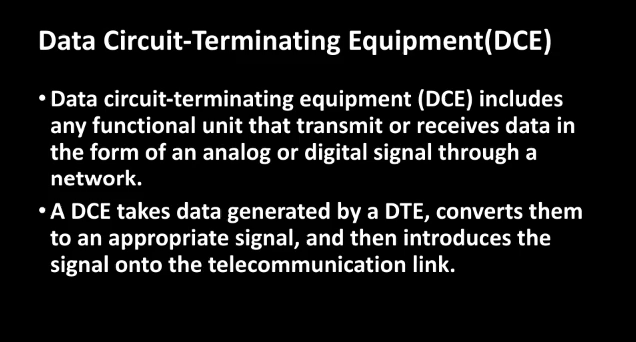 Data Circuit-Terminating Equipment(DCE)
• Data circuit-terminating equipment (DCE) includes
any functional unit that transmit or receives data in
the form of an analog or digital signal through a
network.
• A DCE takes data generated by a DTE, converts them
to an appropriate signal, and then introduces the
signal onto the telecommunication link.